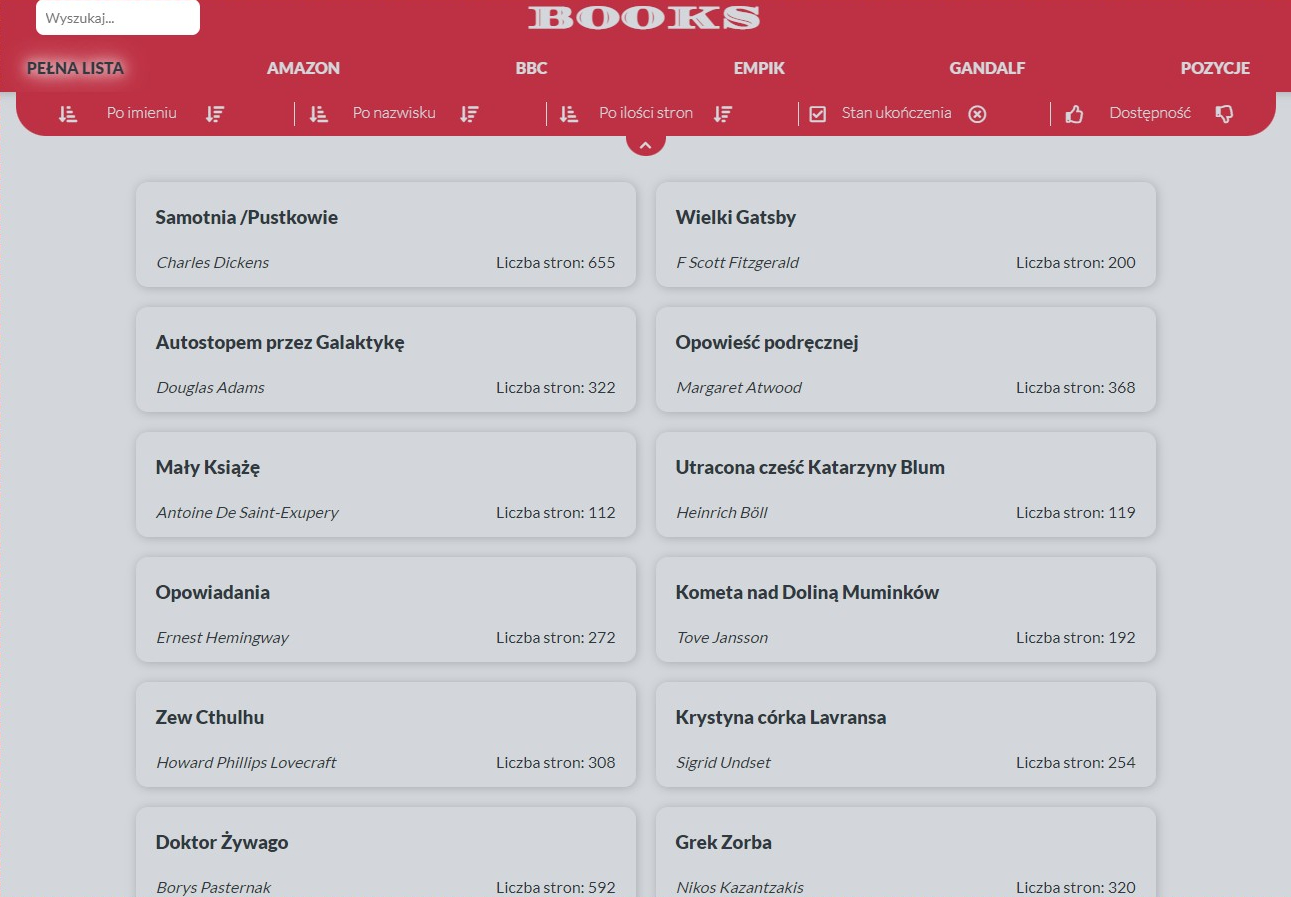 Wyszukaj...
BOOKS
PEŁNA LISTA AMAZON BBC EMPIK GANDALF POZYCJE
Po imieniu Po nazwisku Po ilości stron Stan ukończenia Dostępność
Samotnia /Pustkowie
Charles Dickens Liczba stron: 655
Wielki Gatsby
F Scott Fitzgerald Liczba stron: 200
Autostopem przez Galaktykę
Douglas Adams Liczba stron: 322
Opowieść podręcznej
Margaret Atwood Liczba stron: 368
Mały Książę
Antoine De Saint-Exupery Liczba stron: 112
Utracona cześć Katarzyny Blum
Heinrich Böll Liczba stron: 119
Opowiadania
Ernest Hemingway Liczba stron: 272
Kometa nad Doliną Muminków
Tove Jansson Liczba stron: 192
Zew Cthulhu
Howard Phillips Lovecraft Liczba stron: 308
Krystyna córka Lavransa
Sigrid Undset Liczba stron: 254
Doktor Żywago
Borys Pasternak Liczba stron: 592
Grek Zorba
Nikos Kazantzakis Liczba stron: 320